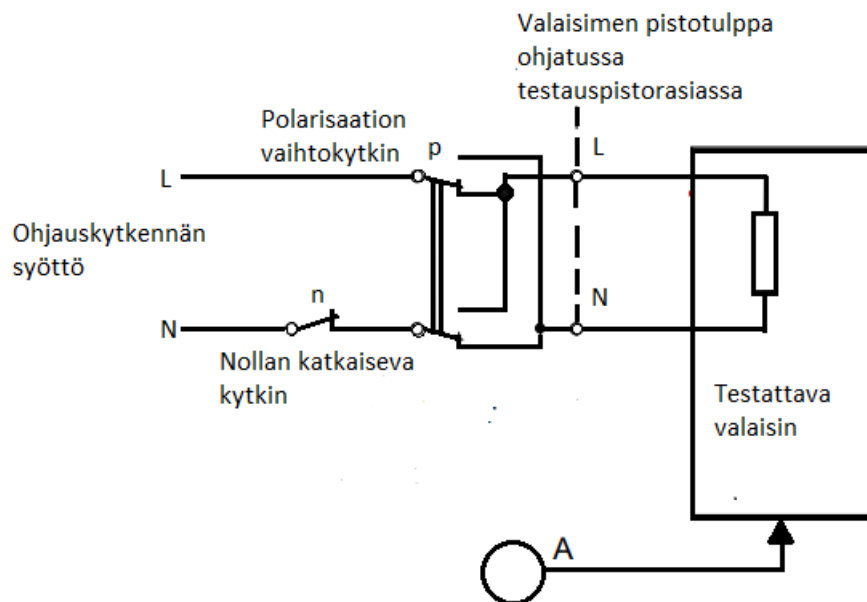 Valaisimen pistotulppa
ohjatussa
testauspistorasiassa
Polarisaation
vaihtokytkin
p
L
L
Ohjauskytkennän
syöttö
n
N
N
Nollan katkaiseva
kytkin
Testattava
valaisin
A